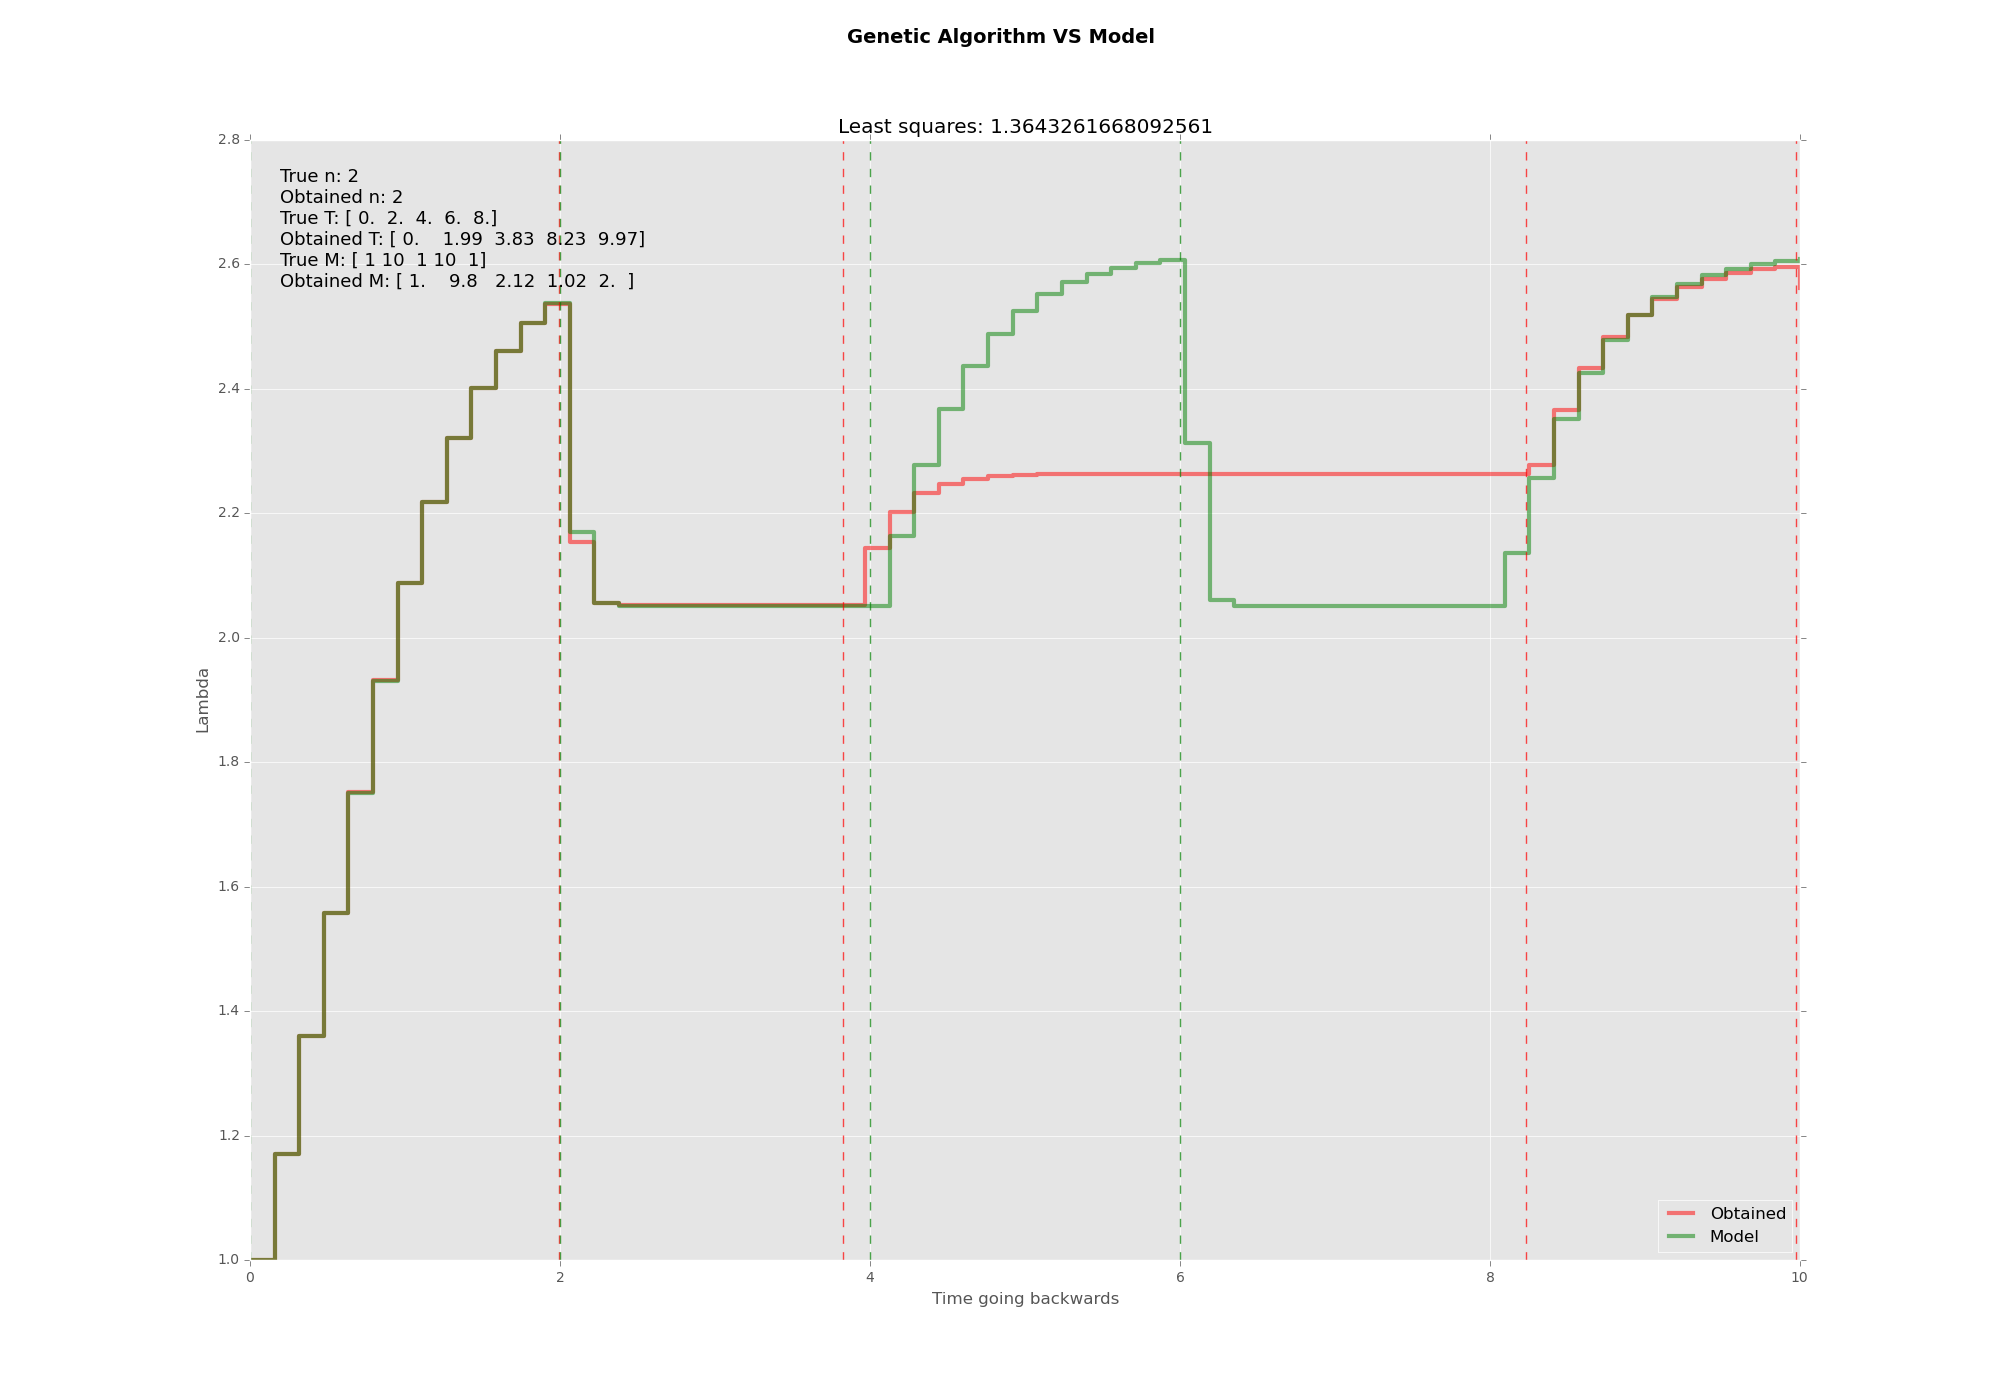 Genetic Algorithm VS Model
Least squares: 1.3643261668092561
2.8
2.6
2.4
2.2
2.0
1.8
1.6
1.4
1.2
1.0
Lambda
True n: 2
Obtained n: 2
True T: [ 0. 2. 4. 6. 8.]
Obtained T: [ 0. 1.99 3.83 8.23 9.97]
True M: [ 1 10 1 10 1]
Obtained M: [ 1. 9.8 2.12 1.02 2. ]
Obtained
Model
0 2 4 6 8 10
Time going backwards